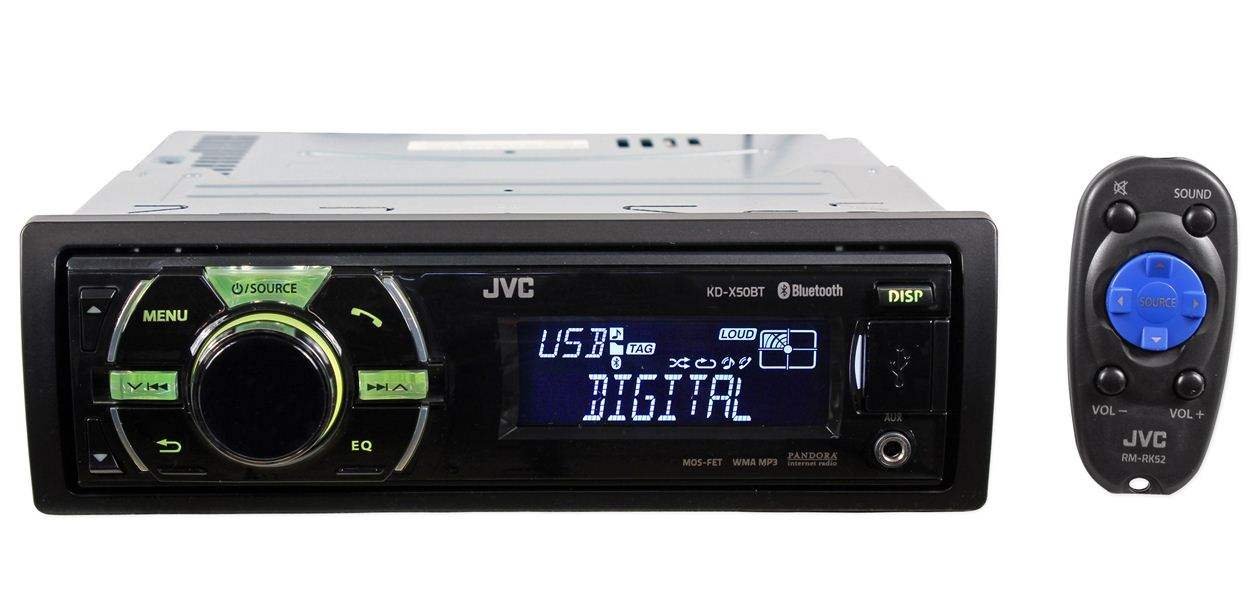 ⏻/SOURCE
MENU
EQ
JVC
KD-X50BT Bluetooth
DISP
USB TAG LOUD
DIGITAL
AUX
MOS-FET WMA MP3 PANDORA
internet radio
SOUND
SOURCE
VOL − VOL +
JVC
RM-RK52